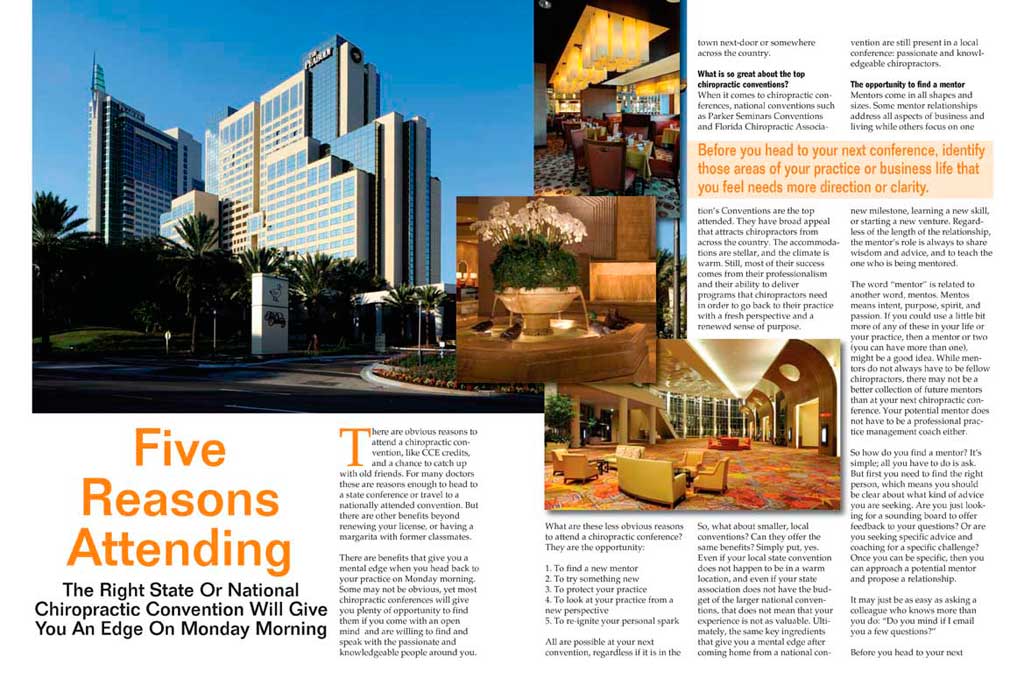 PEABODY
Five
Reasons
Attending
The Right State Or National
Chiropractic Convention Will Give
You An Edge On Monday Morning
There are obvious reasons to
attend a chiropractic con-
vention, like CCE credits,
and a chance to catch up
with old friends. For many doctors
these are reasons enough to head to
a state conference or travel to a
nationally attended convention. But
there are other benefits beyond
renewing your license, or having a
margarita with former classmates.
There are benefits that give you a
mental edge when you head back to
your practice on Monday morning.
Some may not be obvious, yet most
chiropractic conferences will give
you plenty of opportunity to find
them if you come with an open
mind and are willing to find and
speak with the passionate and
knowledgeable people around you.
What are these less obvious reasons
to attend a chiropractic conference?
They are the opportunity:
1. To find a new mentor
2. To try something new
3. To protect your practice
4. To look at your practice from a
new perspective
5. To re-ignite your personal spark
All are possible at your next
convention, regardless if it is in the
town next-door or somewhere
across the country.
What is so great about the top
chiropractic conventions?
When it comes to chiropractic con-
ferences, national conventions such
as Parker Seminars Conventions
and Florida Chiropractic Associa-
tion's Conventions are the top
attended. They have broad appeal
that attracts chiropractors from
across the country. The accommoda-
tions are stellar, and the climate is
warm. Still, most of their success
comes from their professionalism
and their ability to deliver
programs that chiropractors need
in order to go back to their practice
with a fresh perspective and a
renewed sense of purpose.
So, what about smaller, local
conventions? Can they offer the
same benefits? Simply put, yes.
Even if your local state convention
does not happen to be in a warm
location, and even if your state
association does not have the bud-
get of the larger national conven-
tions, that does not mean that your
experience is not as valuable. Ulti-
mately, the same key ingredients
that give you a mental edge after
coming home from a national con-
vention are still present in a local
conference: passionate and knowl-
edgeable chiropractors.
The opportunity to find a mentor
Mentors come in all shapes and
sizes. Some mentor relationships
address all aspects of business and
living while others focus on one
Before you head to your next conference, identify
those areas of your practice or business life that
you feel needs more direction or clarity.
new milestone, learning a new skill,
or starting a new venture. Regard-
less of the length of the relationship,
the mentor's role is always to share
wisdom and advice, and to teach the
one who is being mentored.
The word "mentor" is related to
another word, mentos. Mentos
means intent, purpose, spirit, and
passion. If you could use a little bit
more of any of these in your life or
your practice, then a mentor or two
(you can have more than one),
might be a good idea. While men-
tors do not always have to be fellow
chiropractors, there may not be a
better collection of future mentors
than at your next chiropractic con-
ference. Your potential mentor does
not have to be a professional prac-
tice management coach either.
So how do you find a mentor? It's
simple; all you have to do is ask.
But first you need to find the right
person, which means you should
be clear about what kind of advice
you are seeking. Are you just look-
ing for a sounding board to offer
feedback to your questions? Or are
you seeking specific advice and
coaching for a specific challenge?
Once you can be specific, then you
can approach a potential mentor
and propose a relationship.
It may just be as easy as asking a
colleague who knows more than
you do: "Do you mind if I email
you a few questions?"
Before you head to your next